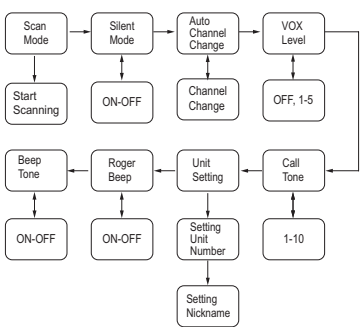 Scan
Mode
Silent
Mode
Auto
Channel
Change
VOX
Level
Start
Scanning
ON-OFF
Channel
Change
OFF, 1-5
Beep
Tone
Roger
Beep
Unit
Setting
Call
Tone
ON-OFF
ON-OFF
Setting
Unit
Number
1-10
Setting
Nickname